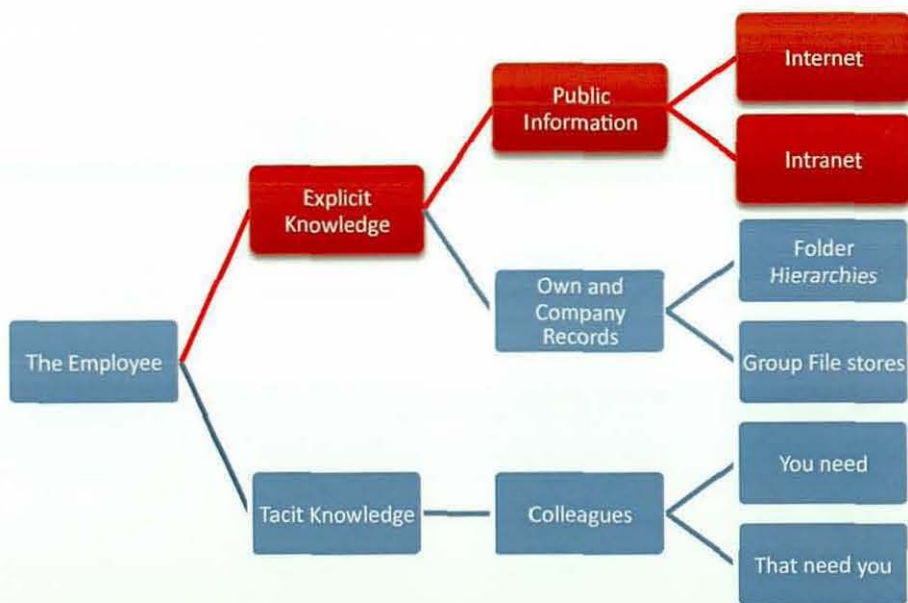 Internet
Public
Information
Intranet
Explicit
Knowledge
Folder
Hierarchies
Own and
Company
Records
The Employee
Group File stores
You need
Tacit Knowledge
Colleagues
That need you